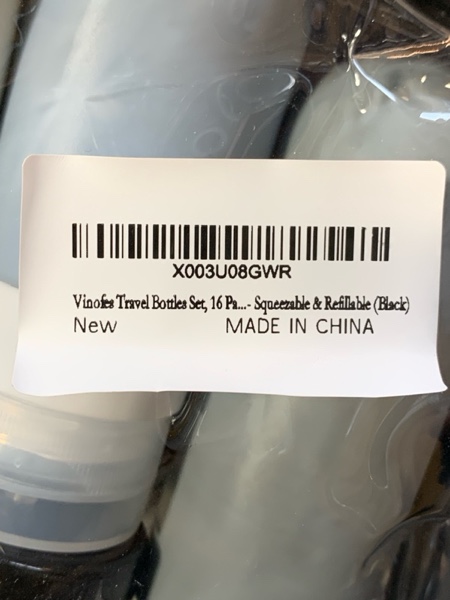 X003U08GWR
Vinofes Travel Bottles Set, 16 Pa...- Squeezable & Refillable (Black)
New MADE IN CHINA